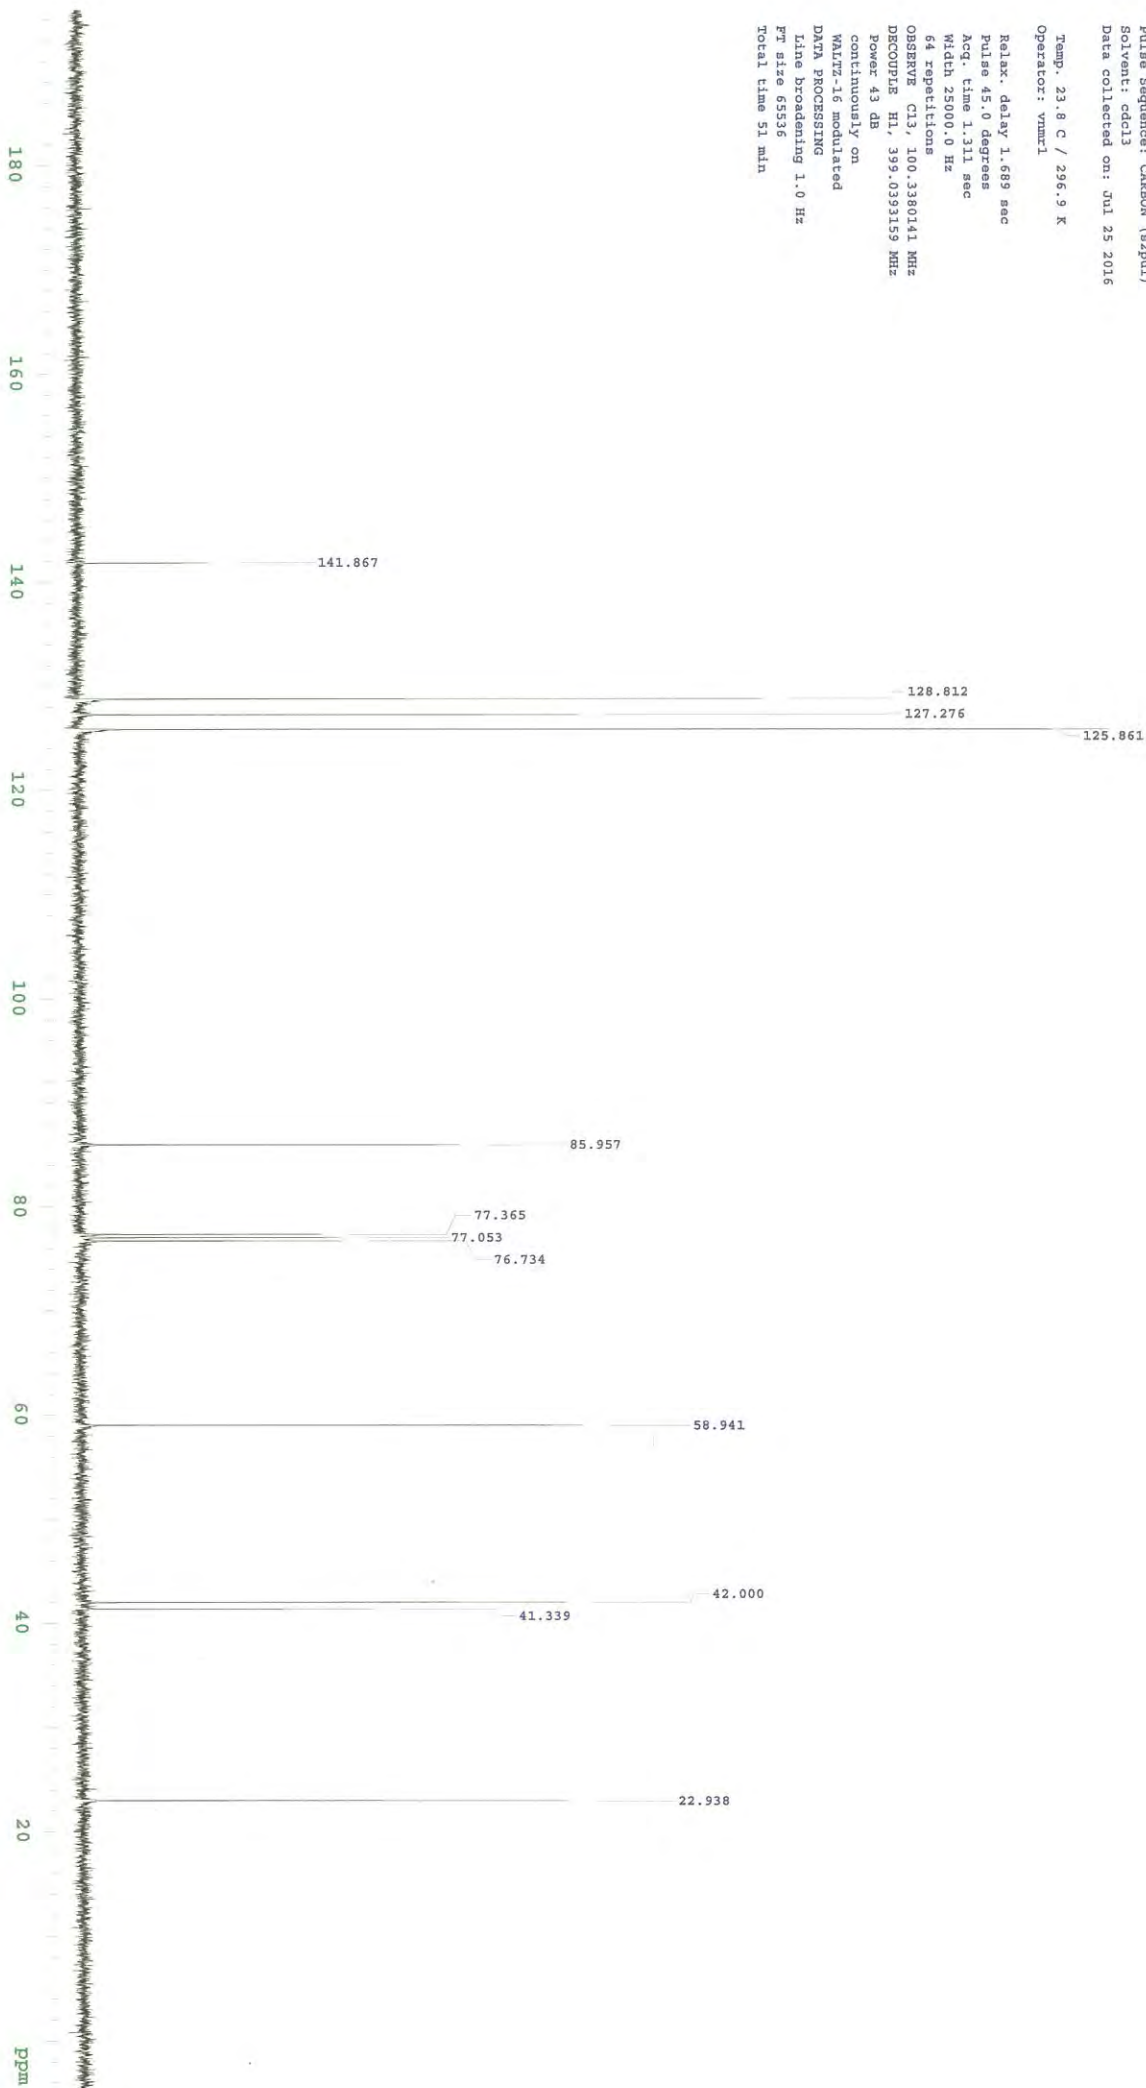 Pulse Sequence: CARBON (s2pul)
Solvent: cdcl3
Data collected on: Jul 25 2016
Temp. 23.8 C / 296.9 K
Operator: vnmr1
Relax. delay 1.689 sec
Pulse 45.0 degrees
Acq. time 1.311 sec
Width 25000.0 Hz
64 repetitions
OBSERVE C13, 100.3380141 MHz
DECOUPLE H1, 399.0393159 MHz
Power 43 dB
continuously on
WALTZ-16 modulated
DATA PROCESSING
Line broadening 1.0 Hz
FT size 65536
Total time 51 min
141.867
128.812
127.276
125.861
85.957
77.365
77.053
76.734
58.941
42.000
41.339
22.938
180 160 140 120 100 80 60 40 20 ppm